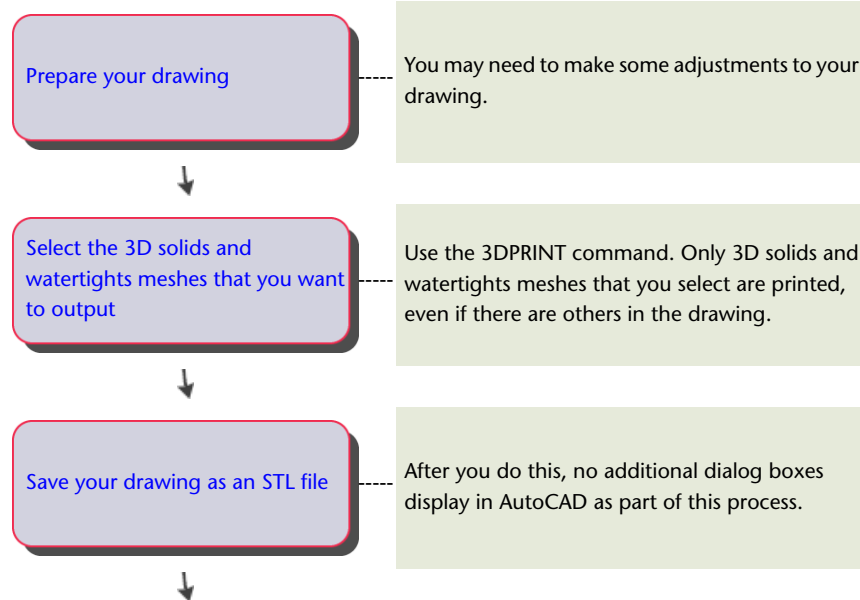 Prepare your drawing
You may need to make some adjustments to your
drawing.
Select the 3D solids and
watertights meshes that you want
to output
Use the 3DPRINT command. Only 3D solids and
watertights meshes that you select are printed,
even if there are others in the drawing.
Save your drawing as an STL file
After you do this, no additional dialog boxes
display in AutoCAD as part of this process.